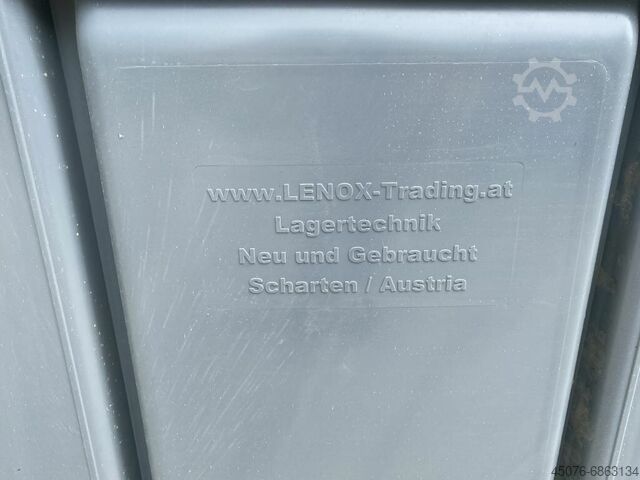 www.LENOX-Trading.at
Lagertechnik
Neu und Gebraucht
Scharten / Austria
45076-6863134